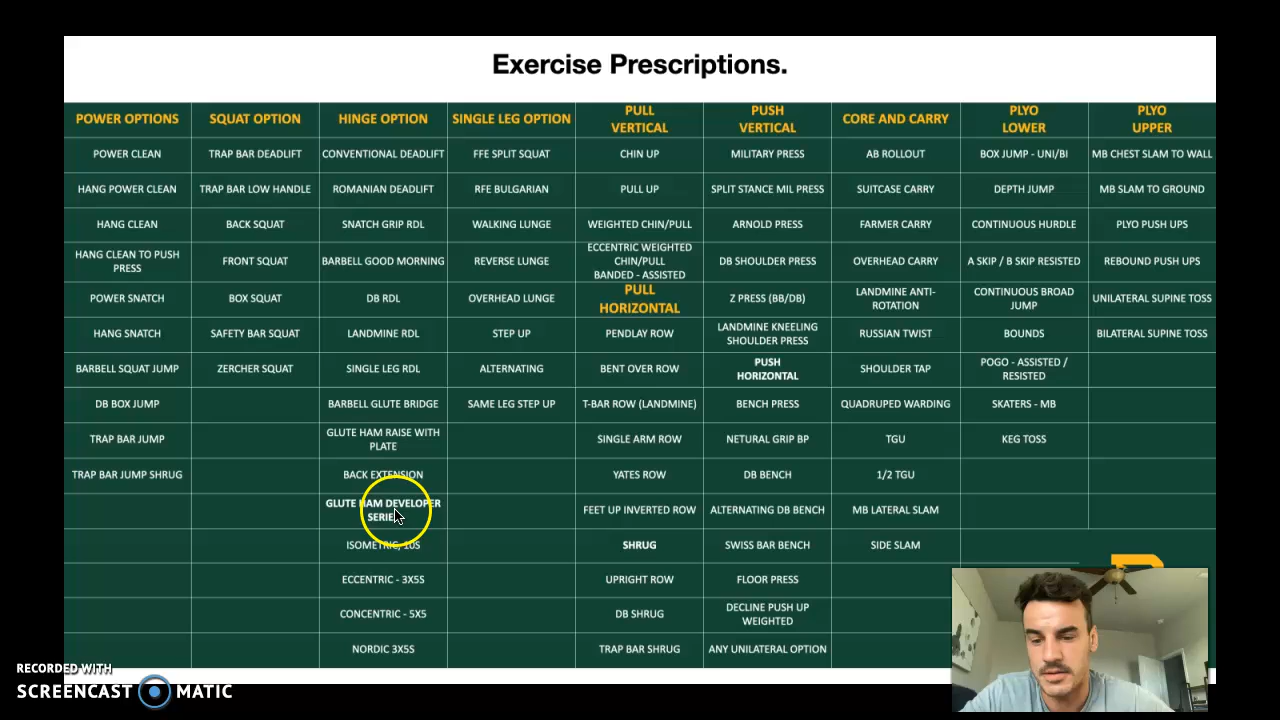 Exercise Prescriptions.
POWER OPTIONS SQUAT OPTION HINGE OPTION SINGLE LEG OPTION PULL VERTICAL PUSH VERTICAL CORE AND CARRY PLYO LOWER PLYO UPPER
POWER CLEAN TRAP BAR DEADLIFT CONVENTIONAL DEADLIFT FFE SPLIT SQUAT CHIN UP MILITARY PRESS AB ROLLOUT BOX JUMP - UNI/BI MB CHEST SLAM TO WALL
HANG POWER CLEAN TRAP BAR LOW HANDLE ROMANIAN DEADLIFT RFE BULGARIAN PULL UP SPLIT STANCE MIL PRESS SUITCASE CARRY DEPTH JUMP MB SLAM TO GROUND
HANG CLEAN BACK SQUAT SNATCH GRIP RDL WALKING LUNGE WEIGHTED CHIN/PULL ARNOLD PRESS FARMER CARRY CONTINUOUS HURDLE PLYO PUSH UPS
HANG CLEAN TO PUSH PRESS FRONT SQUAT BARBELL GOOD MORNING REVERSE LUNGE ECCENTRIC WEIGHTED CHIN/PULL BANDED - ASSISTED DB SHOULDER PRESS OVERHEAD CARRY A SKIP / B SKIP RESISTED REBOUND PUSH UPS
POWER SNATCH BOX SQUAT DB RDL OVERHEAD LUNGE PULL HORIZONTAL Z PRESS (BB/DB) LANDMINE ANTI-ROTATION CONTINUOUS BROAD JUMP UNILATERAL SUPINE TOSS
HANG SNATCH SAFETY BAR SQUAT LANDMINE RDL STEP UP PENDLAY ROW LANDMINE KNEELING SHOULDER PRESS RUSSIAN TWIST BOUNDS BILATERAL SUPINE TOSS
BARBELL SQUAT JUMP ZERCHER SQUAT SINGLE LEG RDL ALTERNATING BENT OVER ROW PUSH HORIZONTAL SHOULDER TAP POGO - ASSISTED / RESISTED
DB BOX JUMP BARBELL GLUTE BRIDGE SAME LEG STEP UP T-BAR ROW (LANDMINE) BENCH PRESS QUADRUPED WARDING SKATERS - MB
TRAP BAR JUMP GLUTE HAM RAISE WITH PLATE SINGLE ARM ROW NETURAL GRIP BP TGU KEG TOSS
TRAP BAR JUMP SHRUG BACK EXTENSION YATES ROW DB BENCH 1/2 TGU
GLUTE HAM DEVELOPER SERIES FEET UP INVERTED ROW ALTERNATING DB BENCH MB LATERAL SLAM
ISOMETRIC, 10S SHRUG SWISS BAR BENCH SIDE SLAM
ECCENTRIC - 3X5S UPRIGHT ROW FLOOR PRESS
CONCENTRIC - 5X5 DB SHRUG DECLINE PUSH UP WEIGHTED
NORDIC 3X5S TRAP BAR SHRUG ANY UNILATERAL OPTION
RECORDED WITH
SCREENCAST MATIC